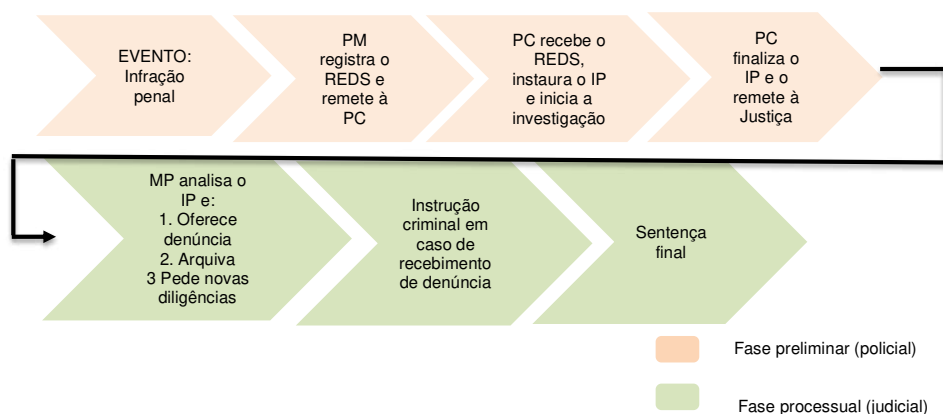 EVENTO:
Infração
penal
PM
registra o
REDS e
remete à
PC
PC recebe o
REDS,
instaura o IP
e inicia a
investigação
PC
finaliza o
IP e o
remete à
Justiça
MP analisa o
IP e:
1. Oferece
denúncia
2. Arquiva
3 Pede novas
diligências
Instrução
criminal em
caso de
recebimento
de denúncia
Sentença
final
Fase preliminar (policial)
Fase processual (judicial)